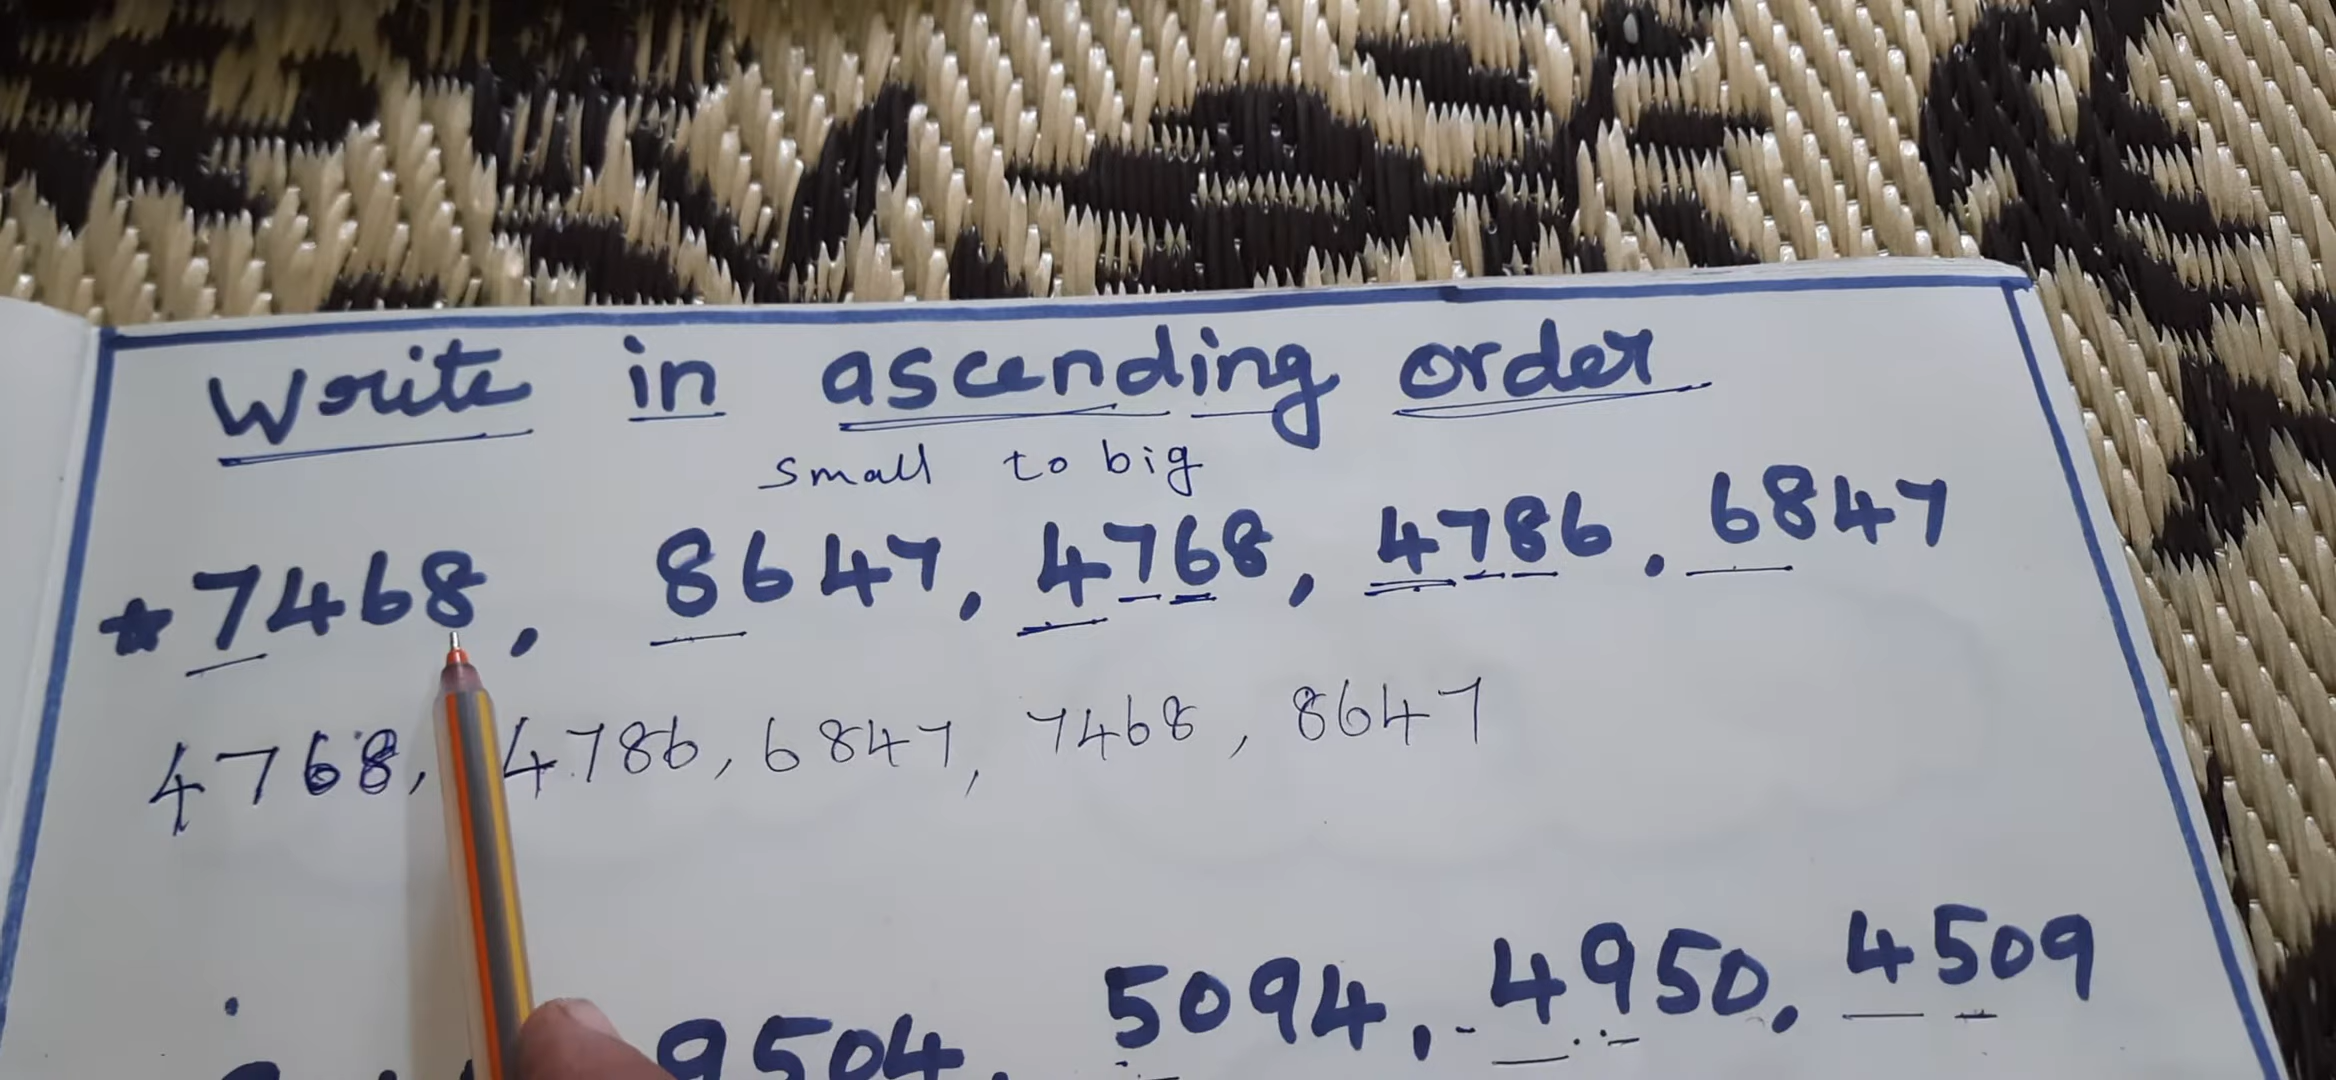 Write in ascending order
small to big
* 7468, 8647, 4768, 4786, 6847
4768, 4786, 6847, 7468, 8647
9504, 5094, 4950, 4509